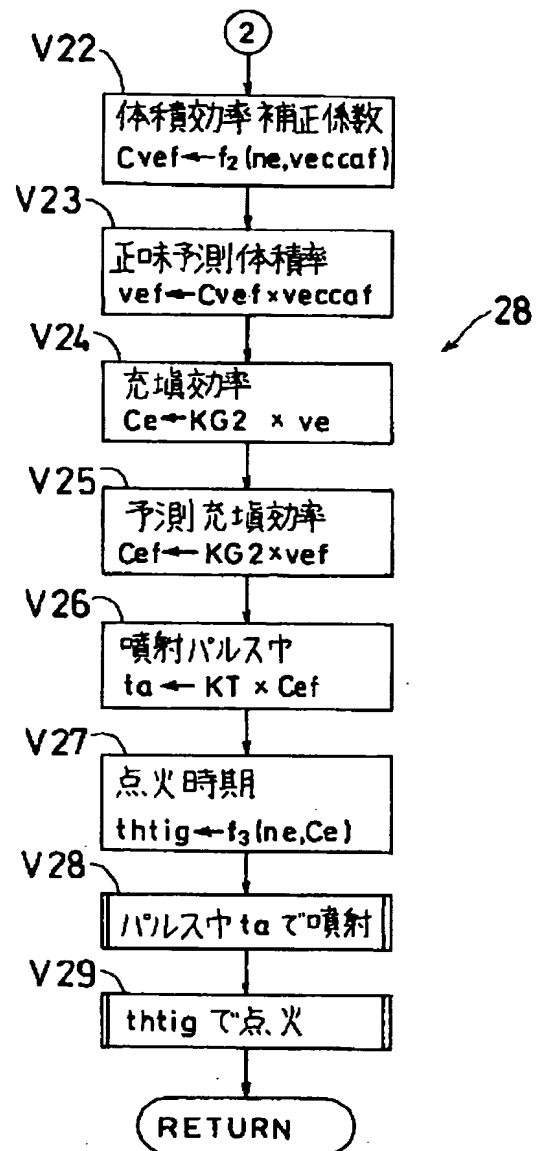 2
V22
体積効率補正係数
Cvef←f₂(ne,veccaf)
V23
正味予測体積率
vef←Cvef×veccaf
28
V24
充塡効率
Ce←KG2 × ve
V25
予測充塡効率
Cef←KG2×vef
V26
噴射パルス巾
ta←KT×Cef
V27
点火時期
thtig←f₃(ne,Ce)
V28
パルス巾taで噴射
V29
thtigで点火
RETURN